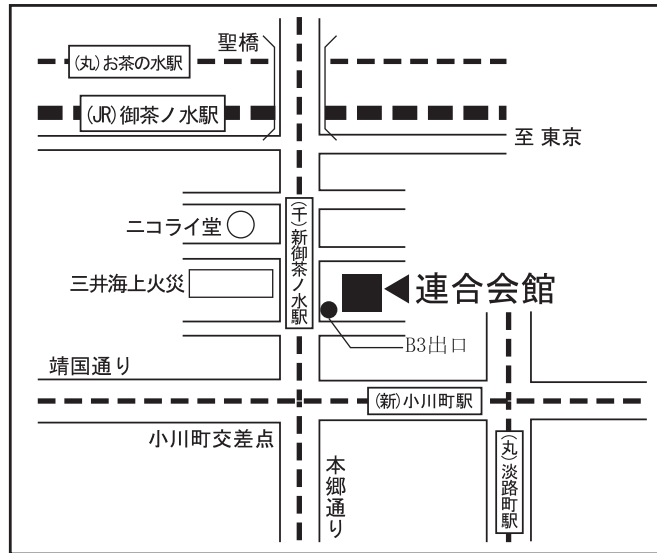 聖橋
(丸)お茶の水駅
(JR)御茶ノ水駅
至 東京
ニコライ堂
(千)新御茶ノ水駅
三井海上火災
連合会館
B3出口
靖国通り
(新)小川町駅
小川町交差点
本郷通り
(丸)淡路町駅